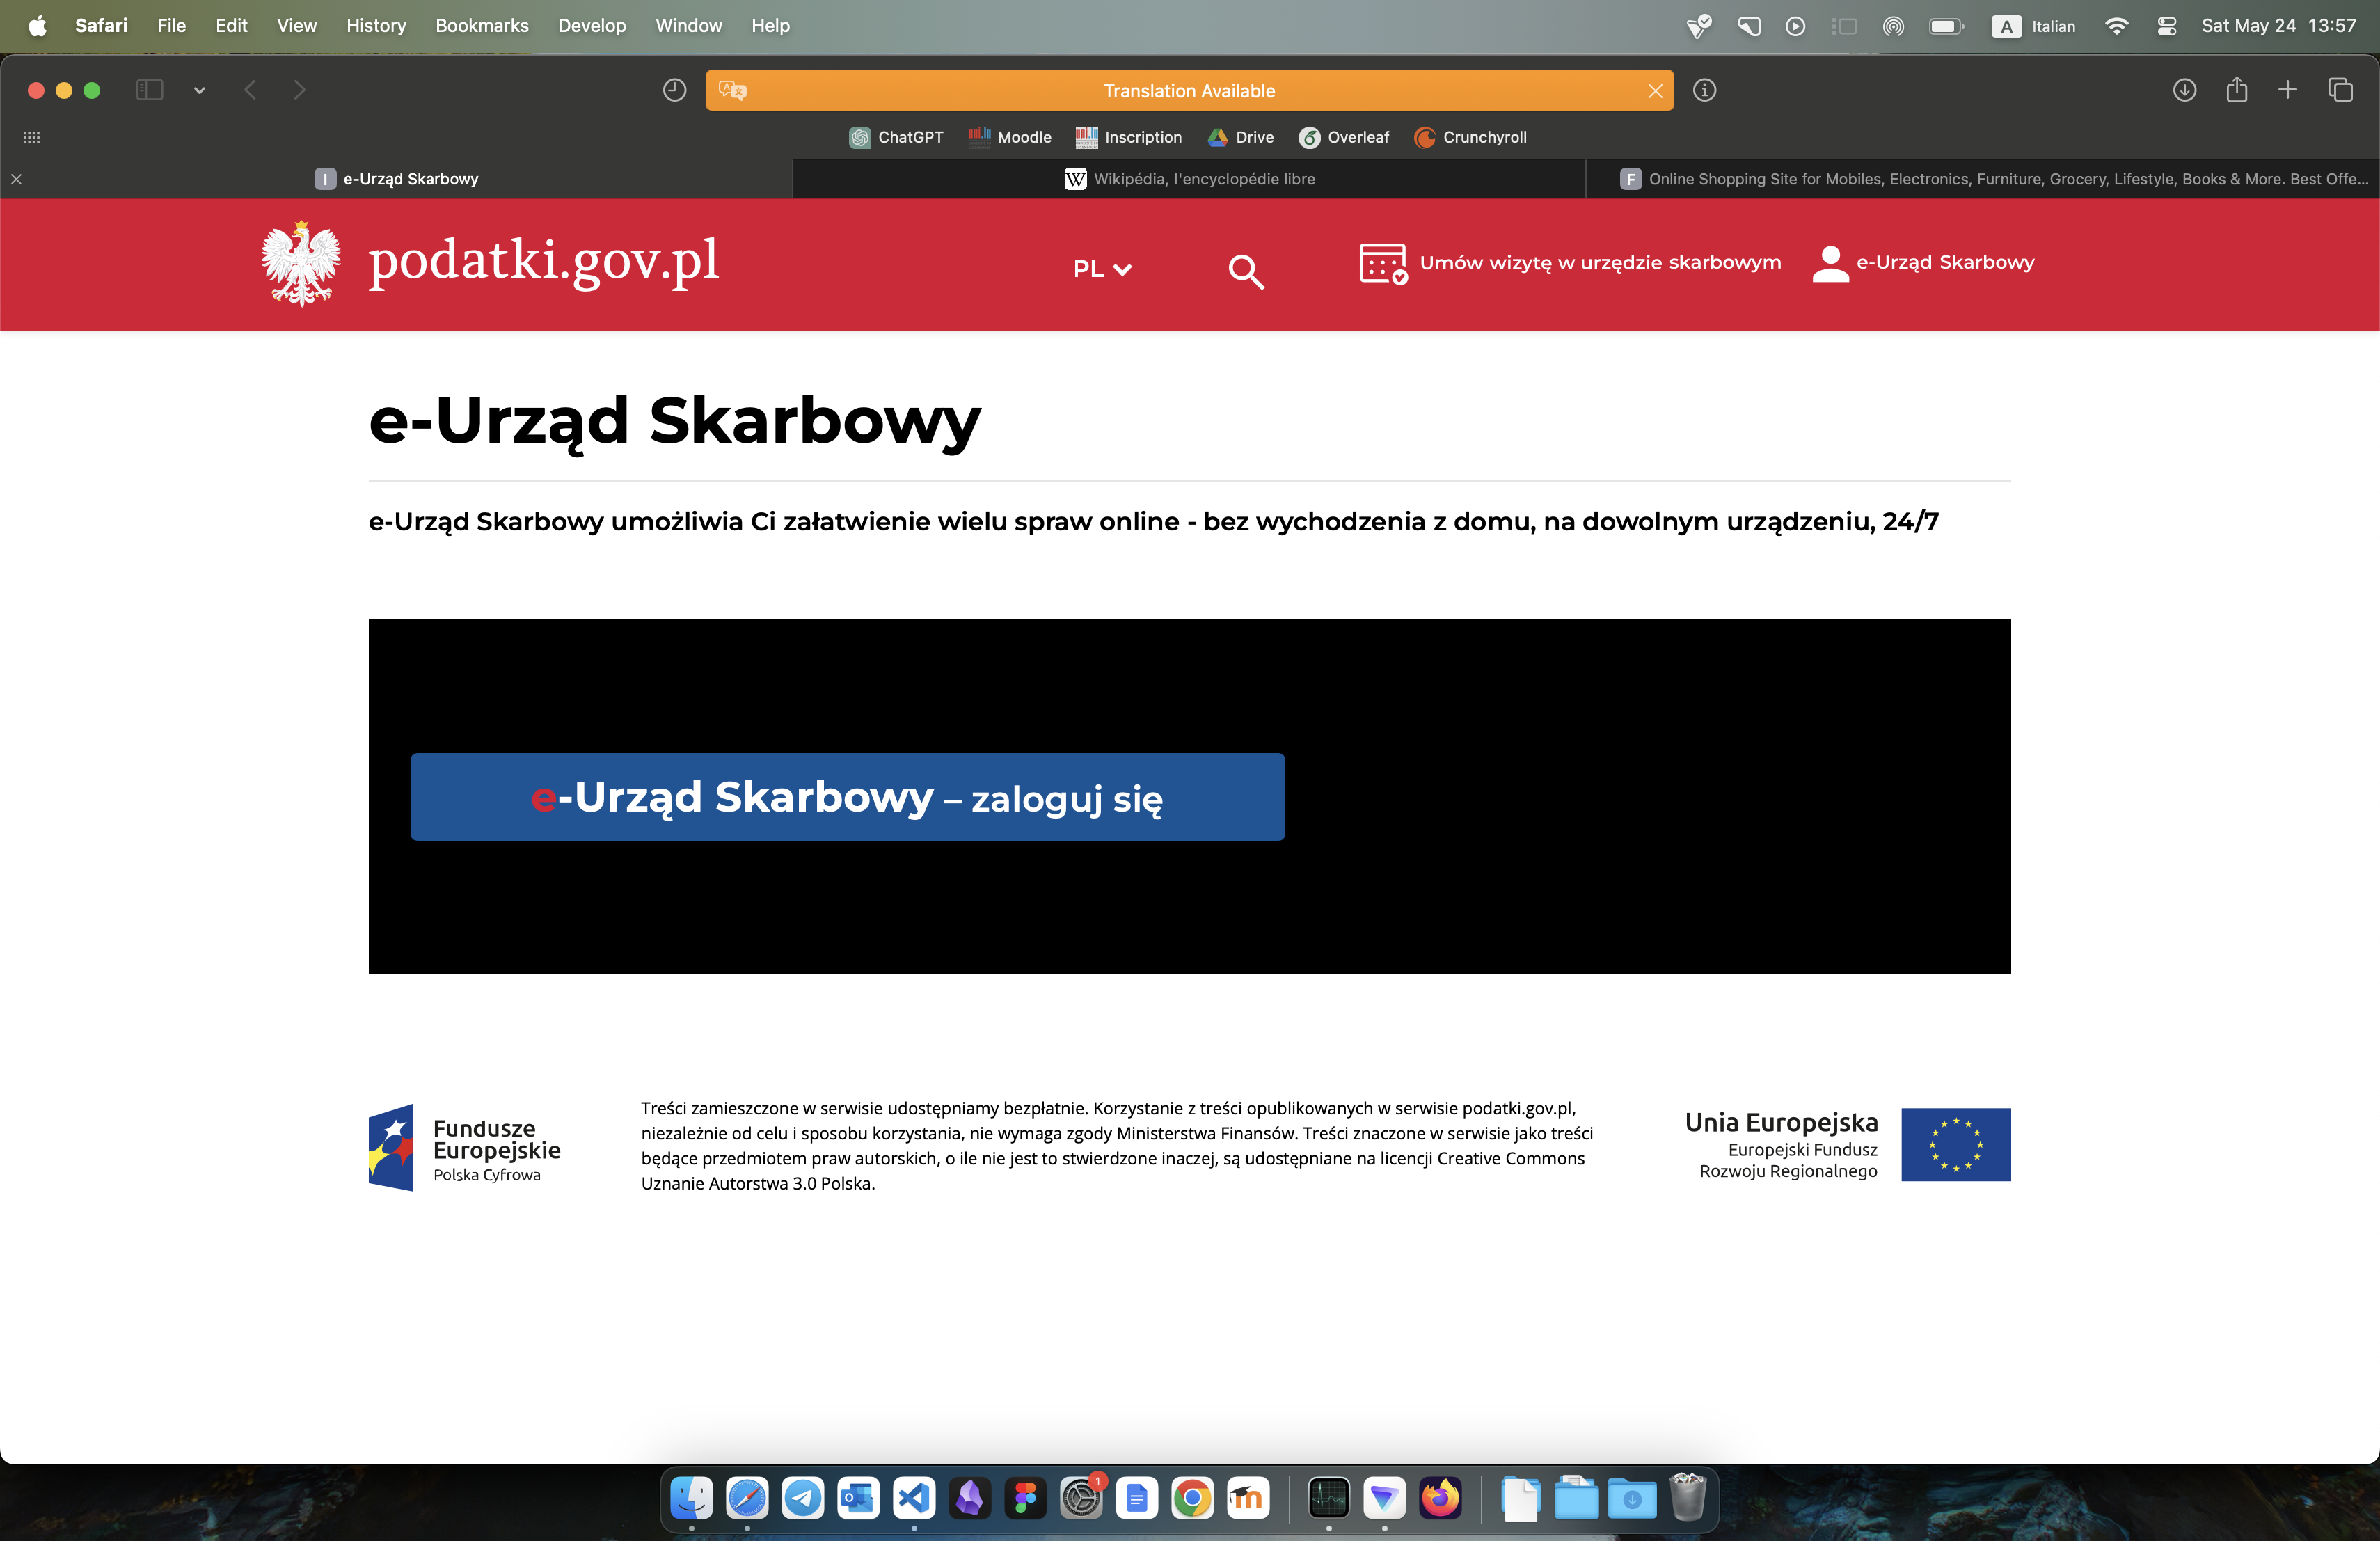 Safari File Edit View History Bookmarks Develop Window Help A Italian Sat May 24 13:57
Translation Available
ChatGPT Moodle Inscription Drive Overleaf Crunchyroll
I e-Urząd Skarbowy W Wikipédia, l'encyclopédie libre F Online Shopping Site for Mobiles, Electronics, Furniture, Grocery, Lifestyle, Books & More. Best Offe...
podatki.gov.pl PL Umów wizytę w urzędzie skarbowym e-Urząd Skarbowy
e-Urząd Skarbowy
e-Urząd Skarbowy umożliwia Ci załatwienie wielu spraw online - bez wychodzenia z domu, na dowolnym urządzeniu, 24/7
e-Urząd Skarbowy – zaloguj się
Fundusze
Europejskie
Polska Cyfrowa
Treści zamieszczone w serwisie udostępniamy bezpłatnie. Korzystanie z treści opublikowanych w serwisie podatki.gov.pl,
niezależnie od celu i sposobu korzystania, nie wymaga zgody Ministerstwa Finansów. Treści znaczone w serwisie jako treści
będące przedmiotem praw autorskich, o ile nie jest to stwierdzone inaczej, są udostępniane na licencji Creative Commons
Uznanie Autorstwa 3.0 Polska.
Unia Europejska
Europejski Fundusz
Rozwoju Regionalnego
1